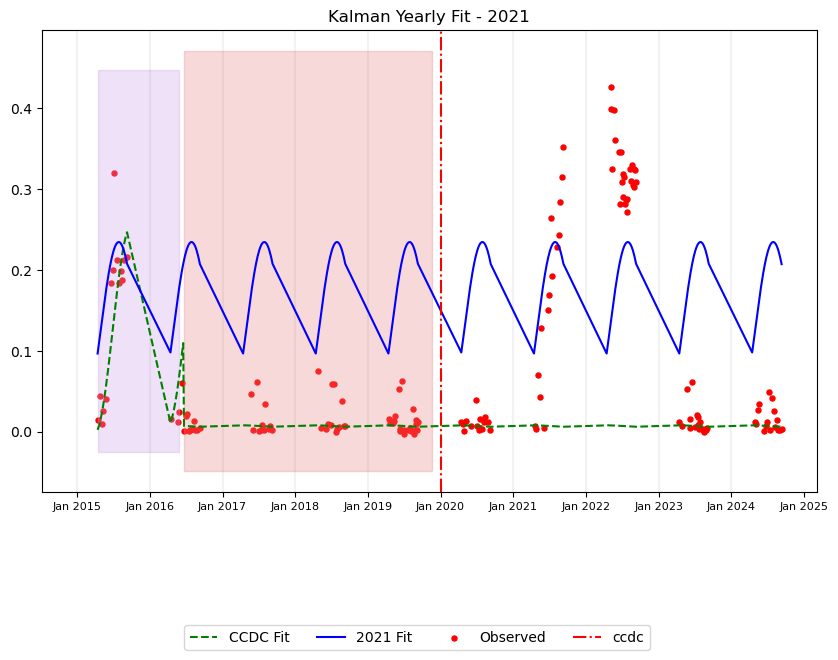 Kalman Yearly Fit - 2021
0.4
0.3
0.2
0.1
0.0
Jan 2015 Jan 2016 Jan 2017 Jan 2018 Jan 2019 Jan 2020 Jan 2021 Jan 2022 Jan 2023 Jan 2024 Jan 2025
CCDC Fit 2021 Fit Observed ccdc